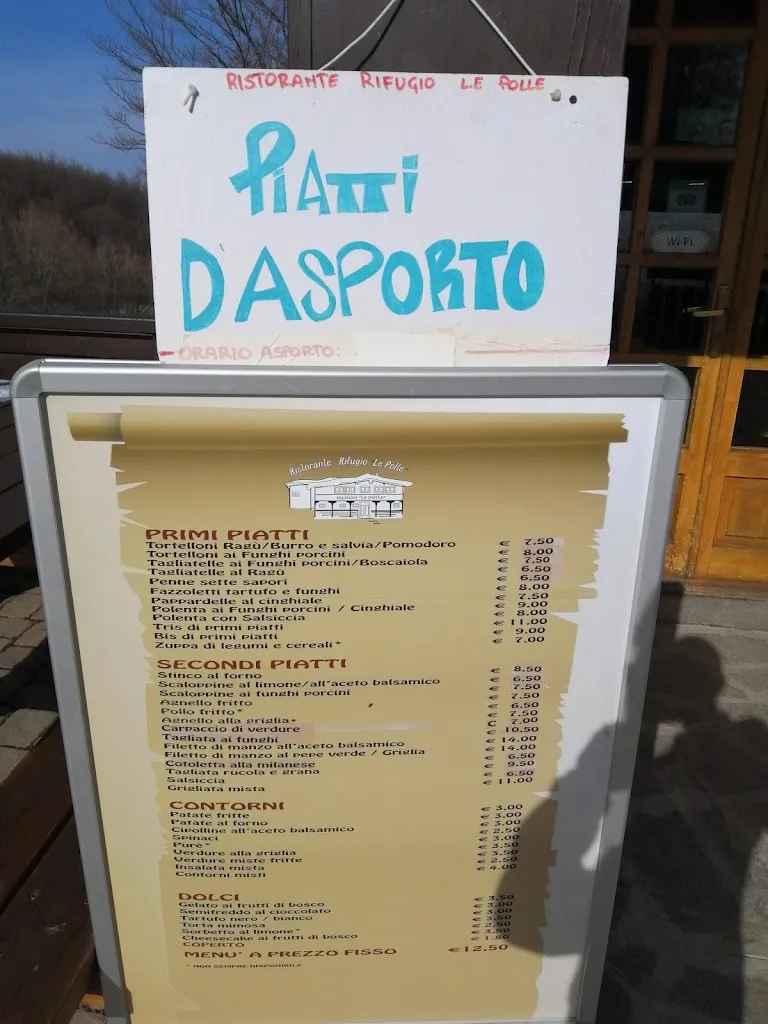 RISTORANTE RIFUGIO LE POLLE
PIATTI
D'ASPORTO
ORARIO ASPORTO:
Wi-Fi
Ristorante Rifugio Le Polle
PRIMI PIATTI
Tortelloni Ragù/Burro e salvia/Pomodoro € 7.50
Tortelloni ai Funghi porcini € 8.00
Tagliatelle ai Funghi porcini/Boscaiola € 7.50
Tagliatelle al Ragù € 6.50
Penne sette sapori € 6.50
Fazzoletti tartufo e funghi € 8.00
Pappardelle al cinghiale € 7.50
Polenta ai Funghi porcini / Cinghiale € 9.00
Polenta con Salsiccia € 8.00
Tris di primi piatti € 11.00
Bis di primi piatti € 9.00
Zuppa di legumi e cereali* € 7.00
SECONDI PIATTI
Stinco al forno € 8.50
Scaloppine al limone/all'aceto balsamico € 6.50
Scaloppine ai funghi porcini € 7.50
Agnello fritto € 7.50
Pollo fritto* € 6.50
Agnello alla griglia* € 7.50
Carpaccio di verdure € 7.00
Tagliata ai funghi € 10.50
Filetto di manzo all'aceto balsamico € 14.00
Filetto di manzo al pepe verde / Griglia € 14.00
Cotoletta alla milanese € 6.50
Tagliata rucola e grana € 9.50
Salsiccia € 6.50
Grigliata mista € 11.00
CONTORNI
Patate fritte € 3.00
Patate al forno € 3.00
Cipolline all'aceto balsamico € 3.00
Spinaci € 2.50
Purè* € 3.00
Verdure alla griglia € 3.50
Verdure miste fritte € 3.50
Insalata mista € 2.50
Contorni misti € 4.00
DOLCI
Gelato ai frutti di bosco € 3.50
Semifreddo al cioccolato € 3.00
Tartufo nero / bianco € 3.00
Torta mimosa € 3.50
Sorbetto al limone* € 2.50
Cheesecake ai frutti di bosco € 3.50
COPERTO € 1.80
MENU' A PREZZO FISSO € 12.50
* NON SEMPRE DISPONIBILE